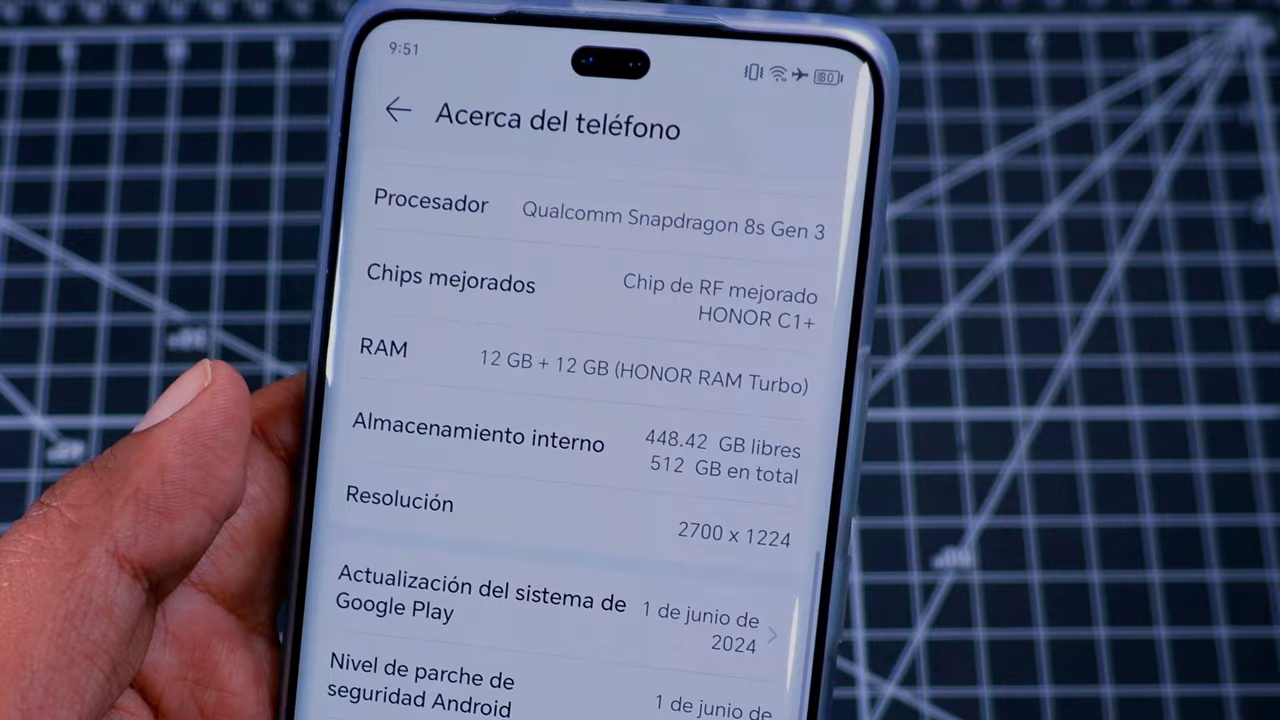 9:51
80
Acerca del teléfono
Procesador
Qualcomm Snapdragon 8s Gen 3
Chips mejorados
Chip de RF mejorado
HONOR C1+
RAM
12 GB + 12 GB (HONOR RAM Turbo)
Almacenamiento interno
448.42 GB libres
512 GB en total
Resolución
2700 x 1224
Actualización del sistema de
Google Play
1 de junio de
2024
Nivel de parche de
seguridad Android
1 de junio de